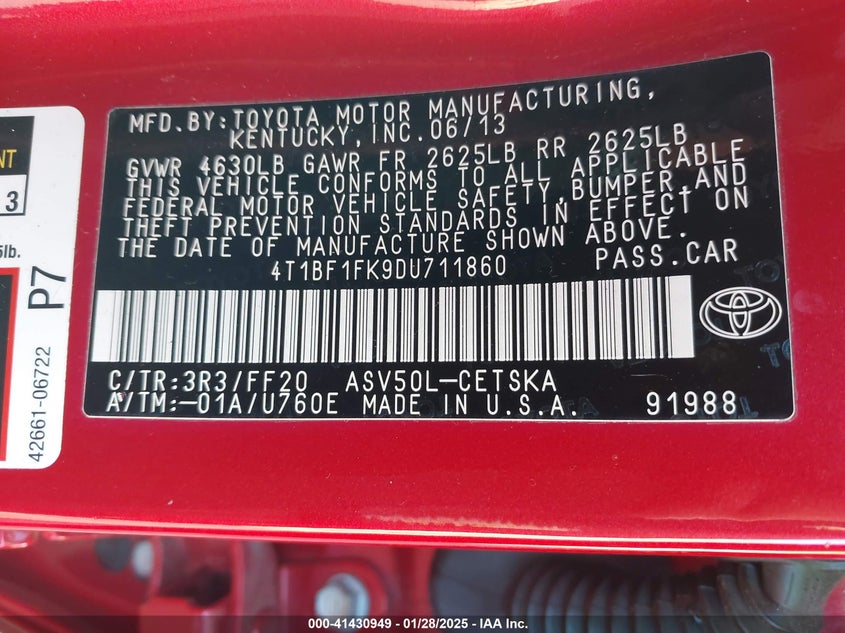 MFD.BY:TOYOTA MOTOR MANUFACTURING,
KENTUCKY,INC.06/13
GVWR 4630LB GAWR FR 2625LB RR 2625LB
THIS VEHICLE CONFORMS TO ALL APPLICABLE
FEDERAL MOTOR VEHICLE SAFETY,BUMPER,AND
THEFT PREVENTION STANDARDS IN EFFECT ON
THE DATE OF MANUFACTURE SHOWN ABOVE.
4T1BF1FK9DU711860 PASS.CAR
C/TR:3R3/FF20 ASV50L-CETSKA
A/TM:-01A/U760E MADE IN U.S.A. 91988
3
lb.
P7
42661-06722
000-41430949 - 01/28/2025 - IAA Inc.